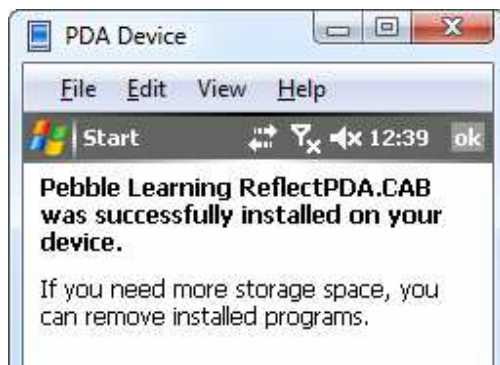 PDA Device
File Edit View Help
Start 12:39 ok
Pebble Learning ReflectPDA.CAB
was successfully installed on your
device.
If you need more storage space, you
can remove installed programs.